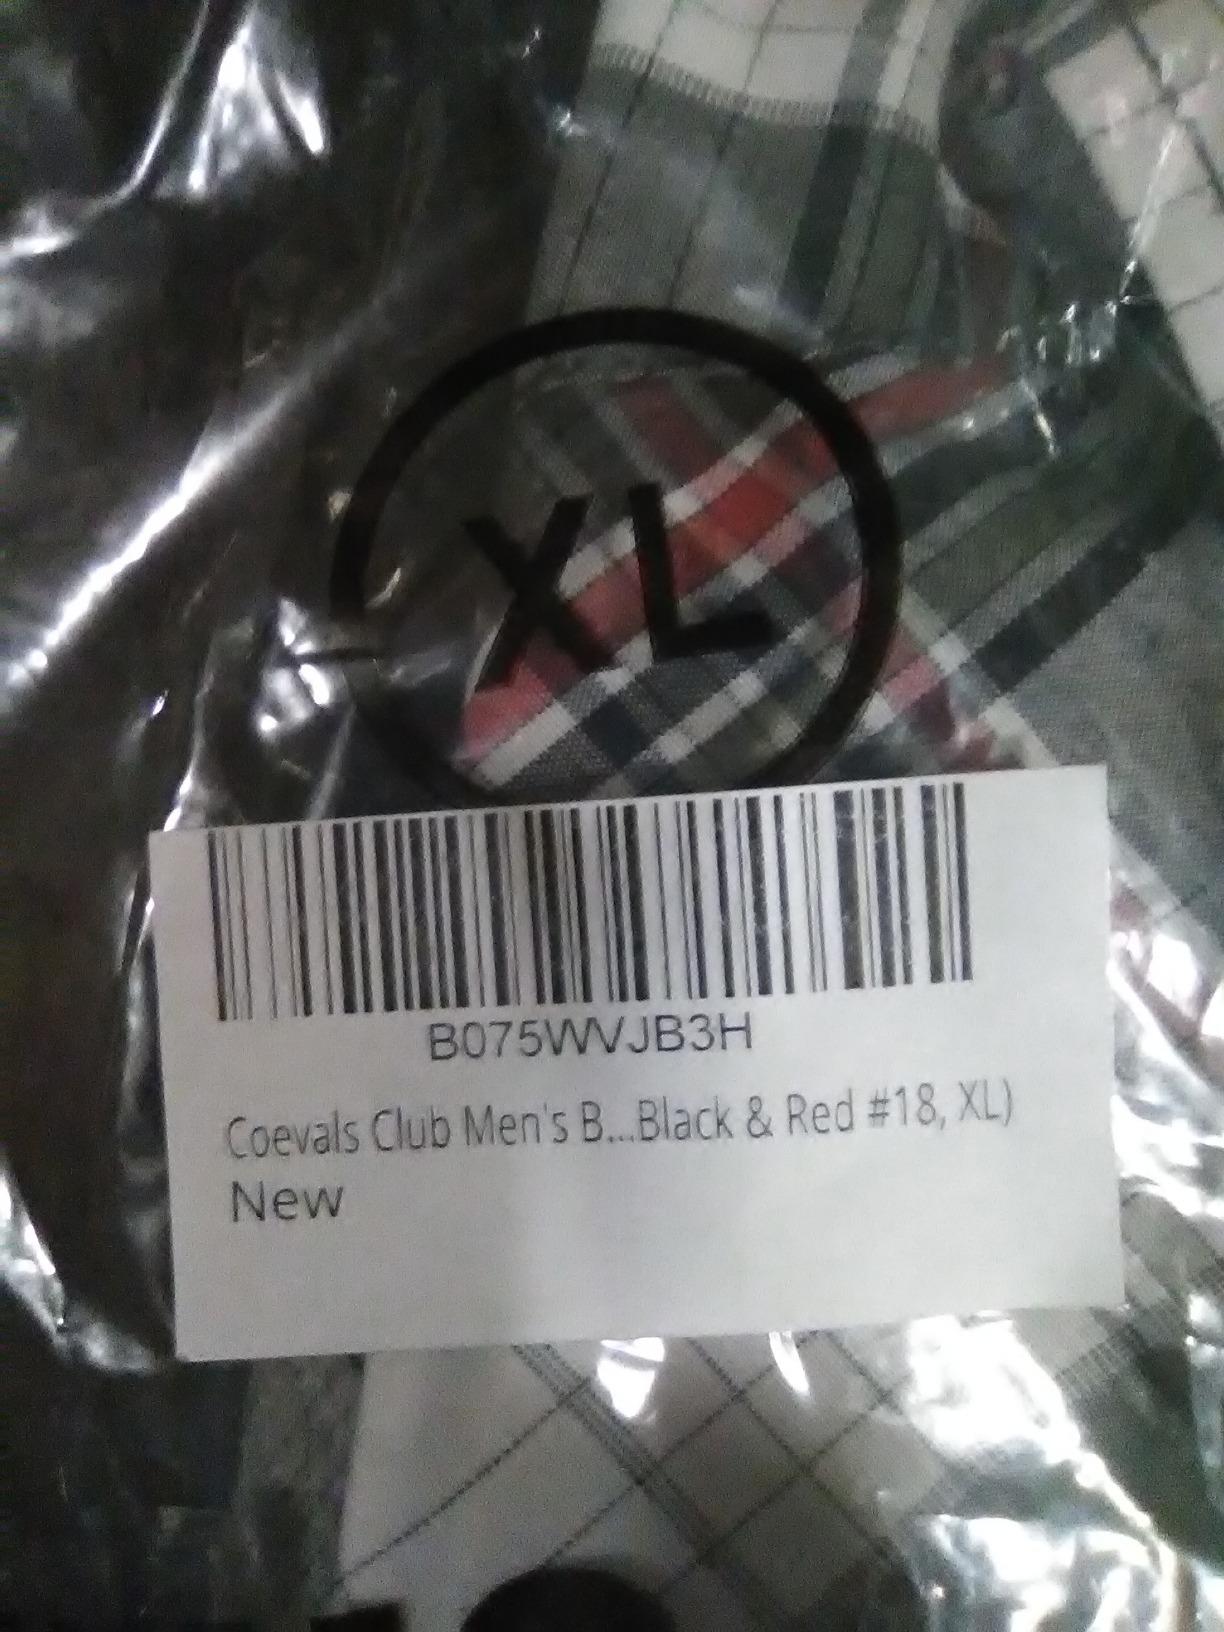 XL
B075WVJB3H
Coevals Club Men's B...Black & Red #18, XL)
New